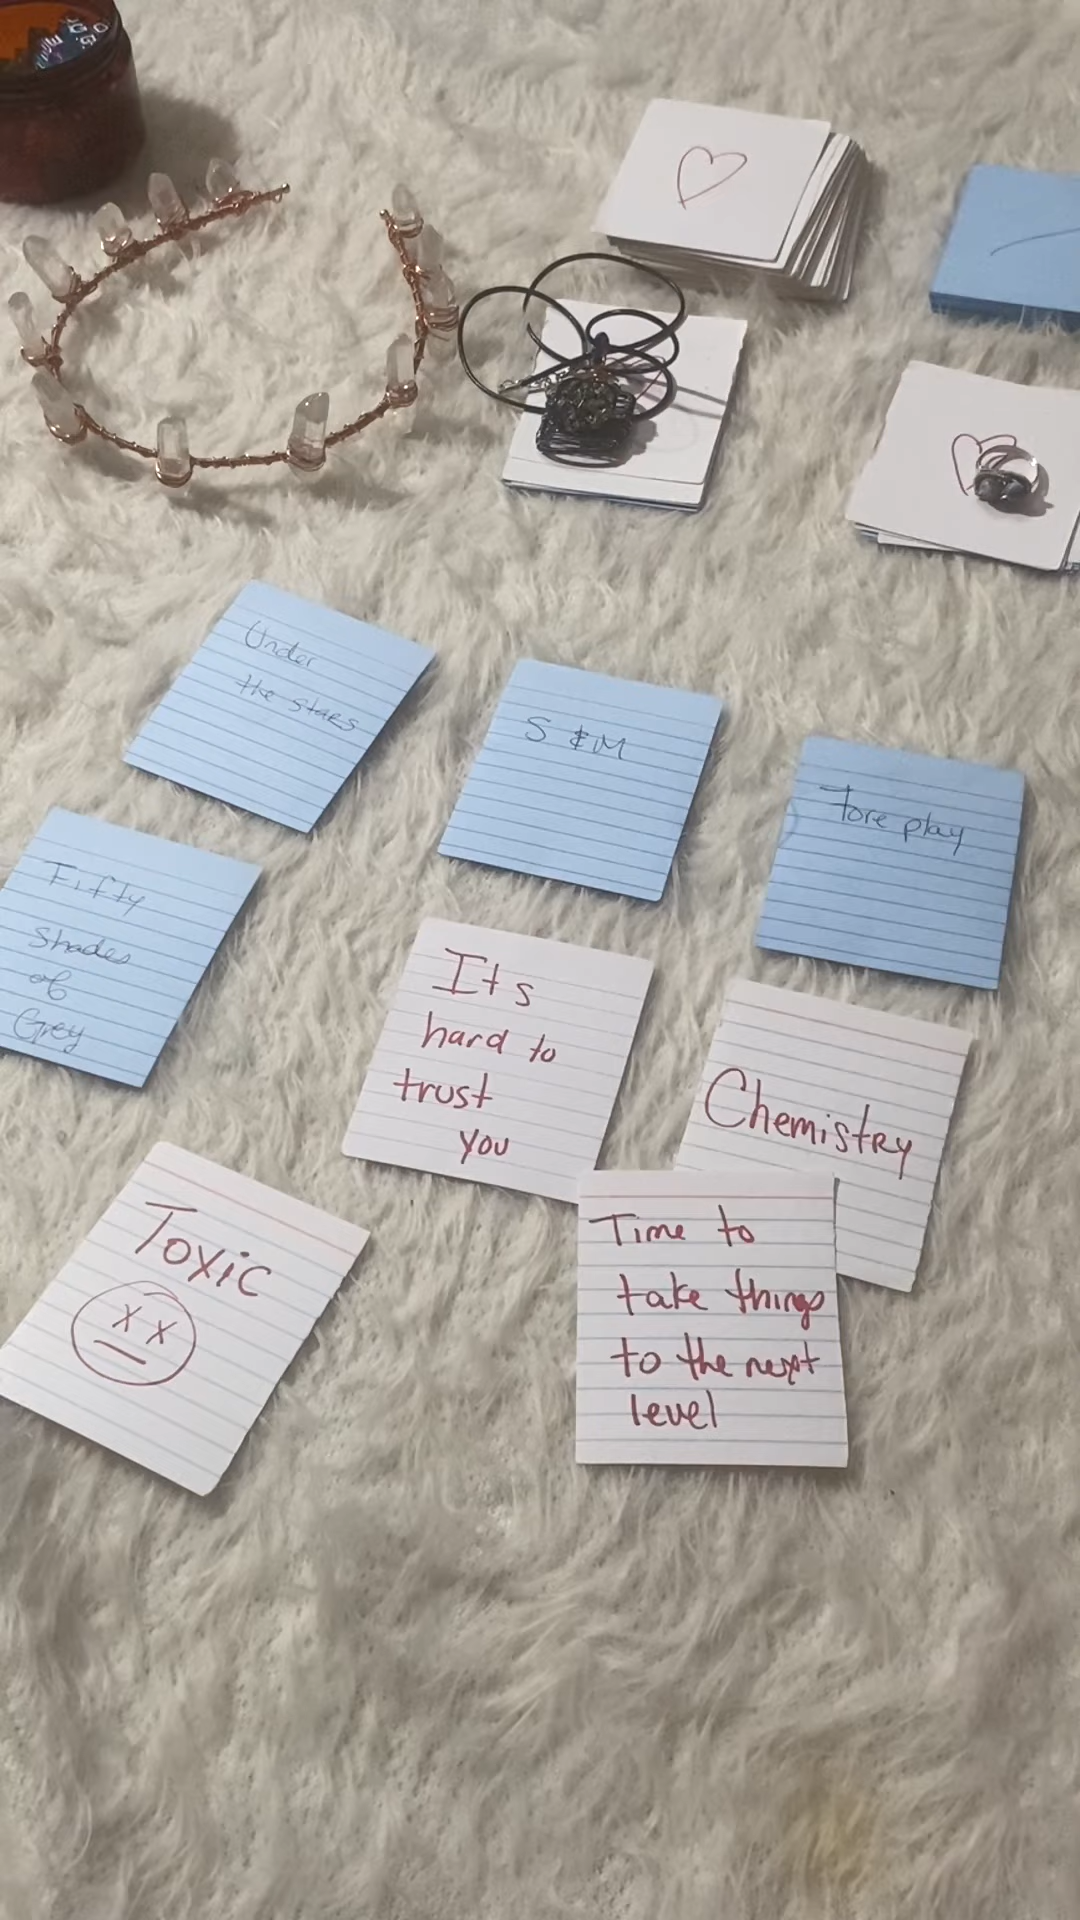 Under
the stars
S & M
Fore play
Fifty
Shades
of
Grey
It s
hard to
trust
you
Chemistry
Toxic
Time to
take things
to the next
level